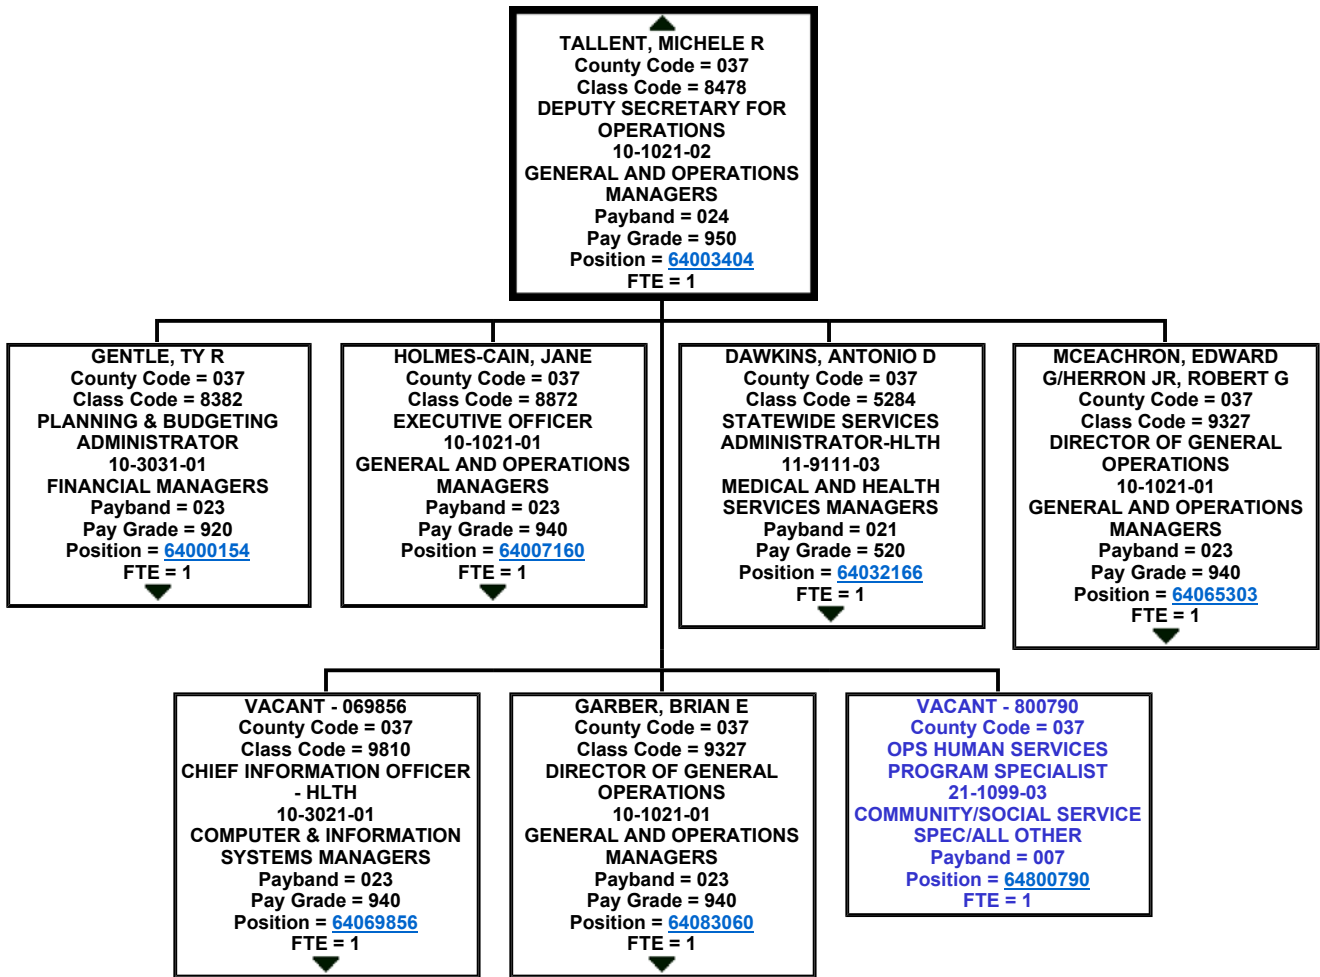 TALLENT, MICHELE R
County Code = 037
Class Code = 8478
DEPUTY SECRETARY FOR
OPERATIONS
10-1021-02
GENERAL AND OPERATIONS
MANAGERS
Payband = 024
Pay Grade = 950
Position = 64003404
FTE = 1
GENTLE, TY R
County Code = 037
Class Code = 8382
PLANNING & BUDGETING
ADMINISTRATOR
10-3031-01
FINANCIAL MANAGERS
Payband = 023
Pay Grade = 920
Position = 64000154
FTE = 1
HOLMES-CAIN, JANE
County Code = 037
Class Code = 8872
EXECUTIVE OFFICER
10-1021-01
GENERAL AND OPERATIONS
MANAGERS
Payband = 023
Pay Grade = 940
Position = 64007160
FTE = 1
DAWKINS, ANTONIO D
County Code = 037
Class Code = 5284
STATEWIDE SERVICES
ADMINISTRATOR-HLTH
11-9111-03
MEDICAL AND HEALTH
SERVICES MANAGERS
Payband = 021
Pay Grade = 520
Position = 64032166
FTE = 1
MCEACHRON, EDWARD
G/HERRON JR, ROBERT G
County Code = 037
Class Code = 9327
DIRECTOR OF GENERAL
OPERATIONS
10-1021-01
GENERAL AND OPERATIONS
MANAGERS
Payband = 023
Pay Grade = 940
Position = 64065303
FTE = 1
VACANT - 069856
County Code = 037
Class Code = 9810
CHIEF INFORMATION OFFICER
- HLTH
10-3021-01
COMPUTER & INFORMATION
SYSTEMS MANAGERS
Payband = 023
Pay Grade = 940
Position = 64069856
FTE = 1
GARBER, BRIAN E
County Code = 037
Class Code = 9327
DIRECTOR OF GENERAL
OPERATIONS
10-1021-01
GENERAL AND OPERATIONS
MANAGERS
Payband = 023
Pay Grade = 940
Position = 64083060
FTE = 1
VACANT - 800790
County Code = 037
OPS HUMAN SERVICES
PROGRAM SPECIALIST
21-1099-03
COMMUNITY/SOCIAL SERVICE
SPEC/ALL OTHER
Payband = 007
Position = 64800790
FTE = 1